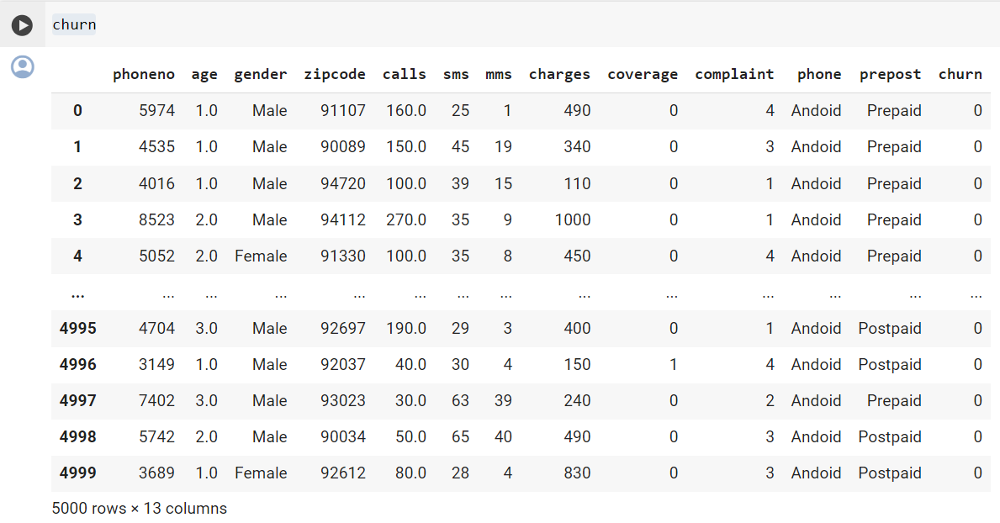 churn
phoneno age gender zipcode calls sms mms charges coverage complaint phone prepost churn
0 5974 1.0 Male 91107 160.0 25 1 490 0 4 Andoid Prepaid 0
1 4535 1.0 Male 90089 150.0 45 19 340 0 3 Andoid Prepaid 0
2 4016 1.0 Male 94720 100.0 39 15 110 0 1 Andoid Prepaid 0
3 8523 2.0 Male 94112 270.0 35 9 1000 0 1 Andoid Prepaid 0
4 5052 2.0 Female 91330 100.0 35 8 450 0 4 Andoid Prepaid 0
... ... ... ... ... ... ... ... ... ... ... ... ... ...
4995 4704 3.0 Male 92697 190.0 29 3 400 0 1 Andoid Postpaid 0
4996 3149 1.0 Male 92037 40.0 30 4 150 1 4 Andoid Postpaid 0
4997 7402 3.0 Male 93023 30.0 63 39 240 0 2 Andoid Prepaid 0
4998 5742 2.0 Male 90034 50.0 65 40 490 0 3 Andoid Postpaid 0
4999 3689 1.0 Female 92612 80.0 28 4 830 0 3 Andoid Postpaid 0
5000 rows × 13 columns